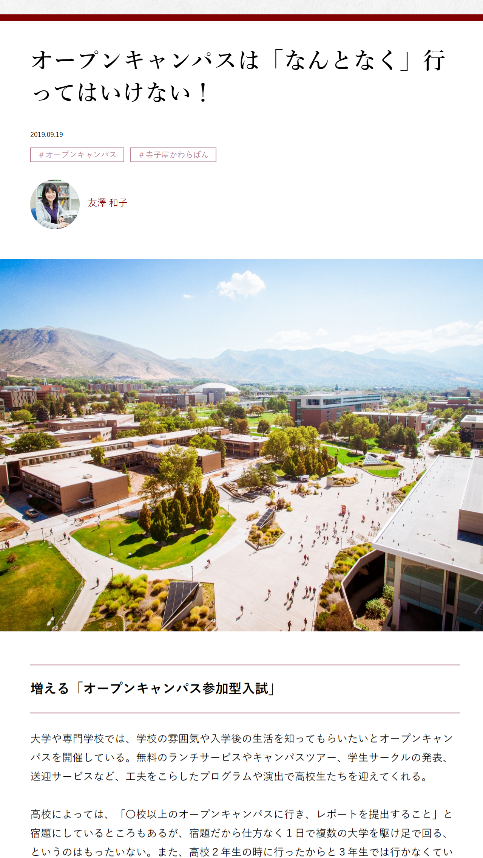 オープンキャンパスは「なんとなく」行
ってはいけない！
2019.09.19
#オープンキャンパス #寺子屋かわらばん
友澤 和子
増える「オープンキャンパス参加型入試」
大学や専門学校では、学校の雰囲気や入学後の生活を知ってもらいたいとオープンキャン
パスを開催している。無料のランチサービスやキャンパスツアー、学生サークルの発表、
送迎サービスなど、工夫をこらしたプログラムや演出で高校生たちを迎えてくれる。
高校によっては、「〇校以上のオープンキャンパスに行き、レポートを提出すること」と
宿題にしているところもあるが、宿題だから仕方なく１日で複数の大学を駆け足で回る、
というのはもったいない。また、高校２年生の時に行ったからと３年生では行かなくてい